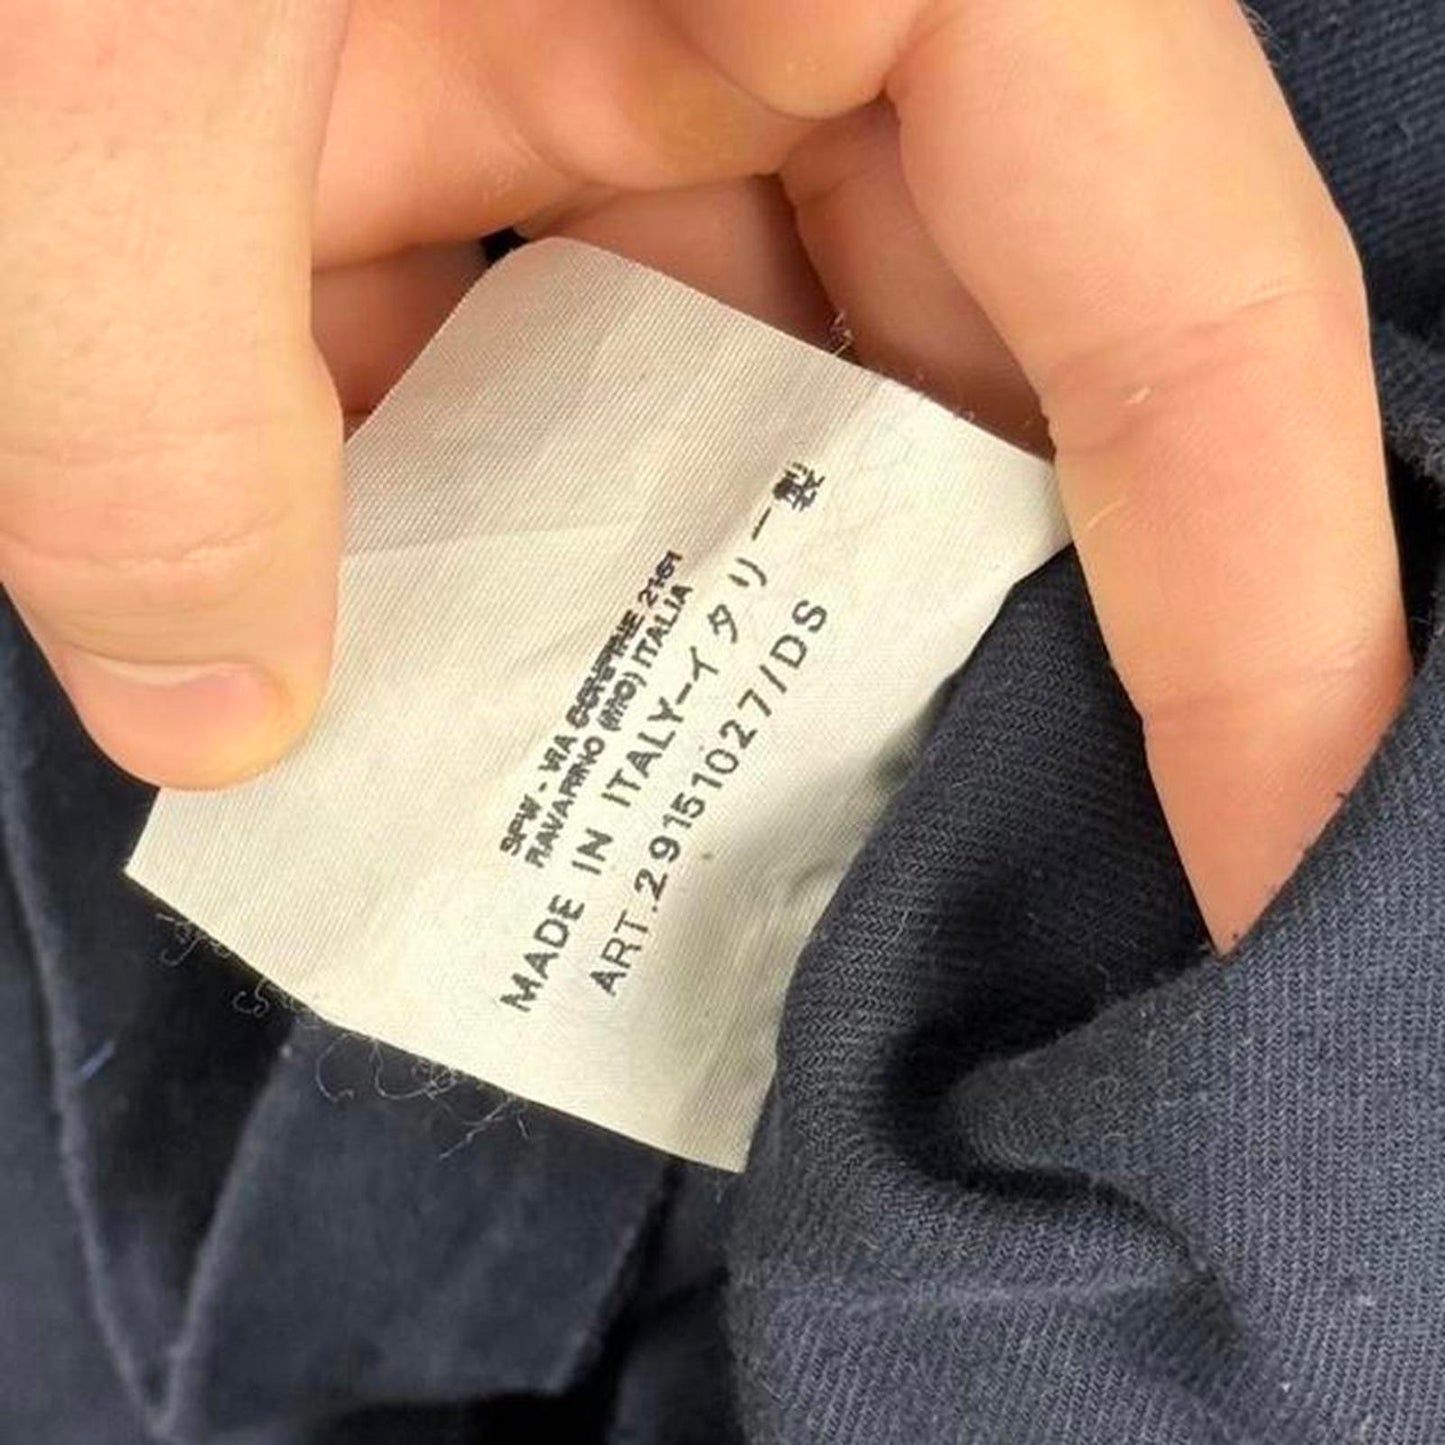 SPW - VIA CONFINE 2161
RAVARINO (MO) ITALIA
MADE IN ITALY-イタリー製
ART.29151027/DS